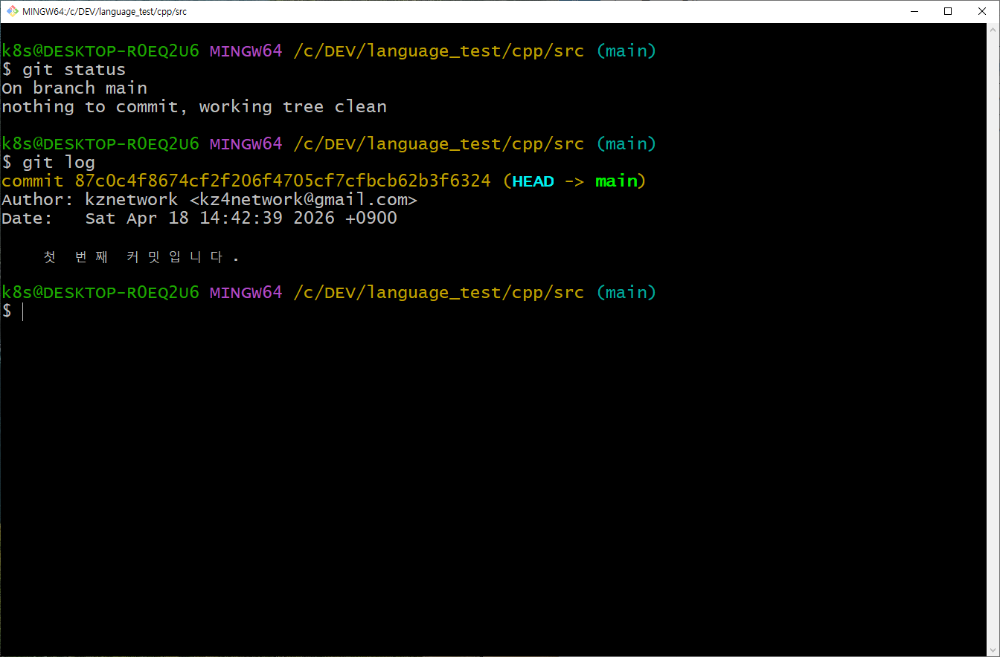 MINGW64:/c/DEV/language_test/cpp/src
k8s@DESKTOP-R0EQ2U6 MINGW64 /c/DEV/language_test/cpp/src (main)
$ git status
On branch main
nothing to commit, working tree clean
k8s@DESKTOP-R0EQ2U6 MINGW64 /c/DEV/language_test/cpp/src (main)
$ git log
commit 87c0c4f8674cf2f206f4705cf7cfbcb62b3f6324 (HEAD -> main)
Author: kznetwork <kz4network@gmail.com>
Date:   Sat Apr 18 14:42:39 2026 +0900
    첫 번째 커밋입니다.
k8s@DESKTOP-R0EQ2U6 MINGW64 /c/DEV/language_test/cpp/src (main)
$